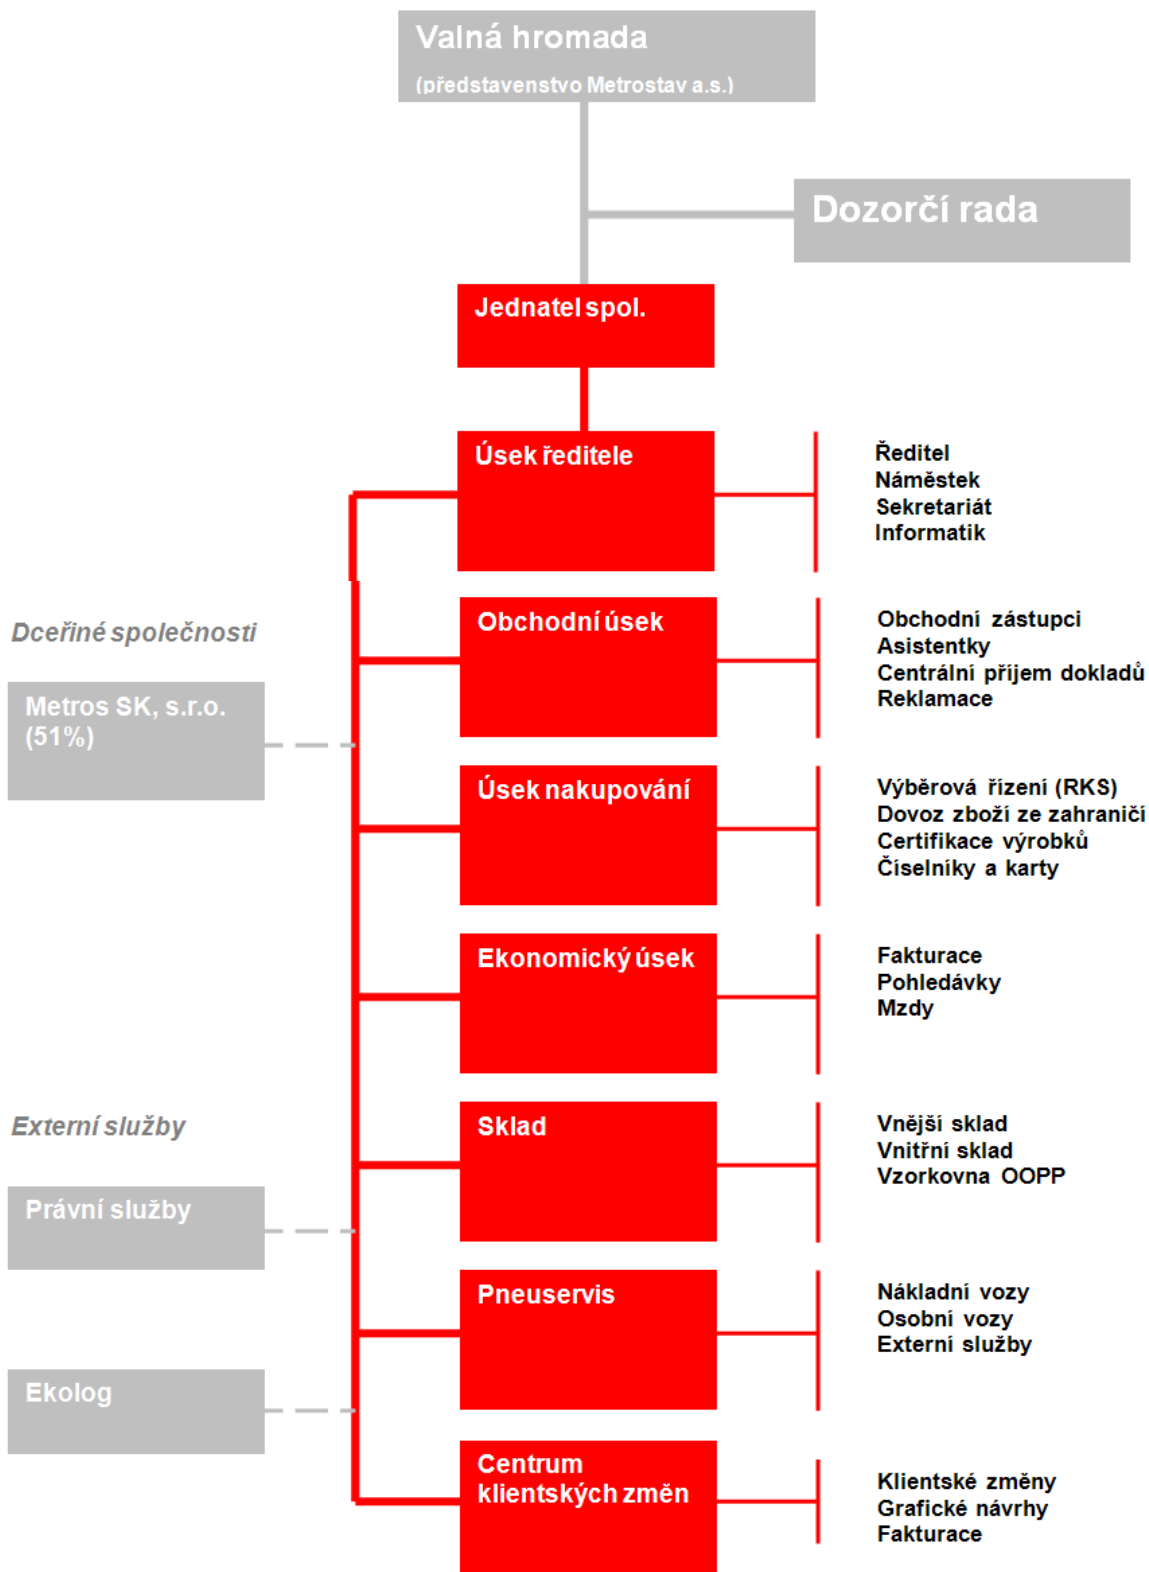 Valná hromada
(představenstvo Metrostav a.s.)
Dozorčí rada
Jednatel spol.
Úsek ředitele
Ředitel
Náměstek
Sekretariát
Informatik
Dceřiné společnosti
Metros SK, s.r.o.
(51%)
Obchodní úsek
Obchodní zástupci
Asistentky
Centrální příjem dokladů
Reklamace
Úsek nakupování
Výběrová řízení (RKS)
Dovoz zboží ze zahraničí
Certifikace výrobků
Číselníky a karty
Ekonomický úsek
Fakturace
Pohledávky
Mzdy
Externí služby
Právní služby
Ekolog
Sklad
Vnější sklad
Vnitřní sklad
Vzorkovna OOPP
Pneuservis
Nákladní vozy
Osobní vozy
Externí služby
Centrum
klientských změn
Klientské změny
Grafické návrhy
Fakturace